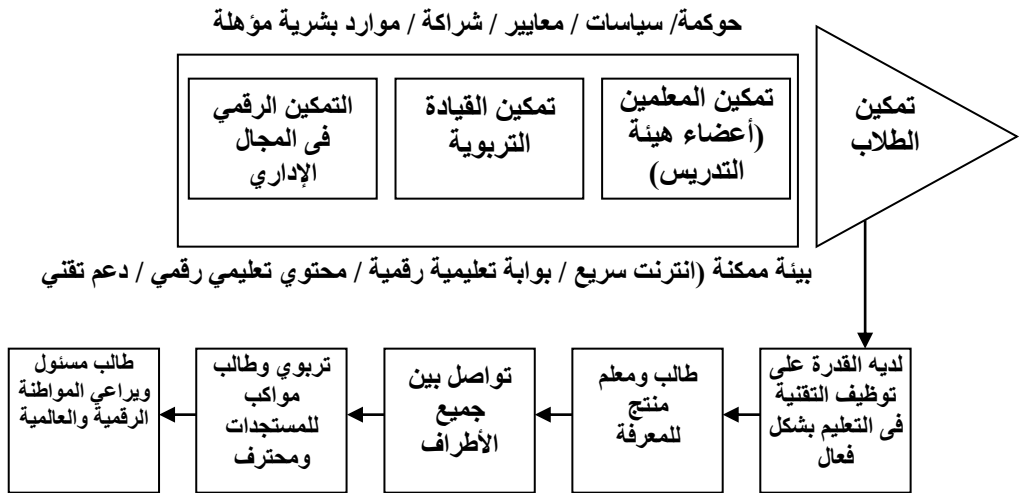 حوكمة/ سياسات / معايير / شراكة / موارد بشرية مؤهلة
تمكين
الطلاب
تمكين المعلمين
(أعضاء هيئة
التدريس)
تمكين القيادة
التربوية
التمكين الرقمي
فى المجال
الإداري
بيئة ممكنة (انترنت سريع / بوابة تعليمية رقمية / محتوي تعليمي رقمي / دعم تقني
لديه القدرة على
توظيف التقنية
فى التعليم بشكل
فعال
طالب ومعلم
منتج
للمعرفة
تواصل بين
جميع
الأطراف
تربوي وطالب
مواكب
للمستجدات
ومحترف
طالب مسئول
ويراعي المواطنة
الرقمية والعالمية